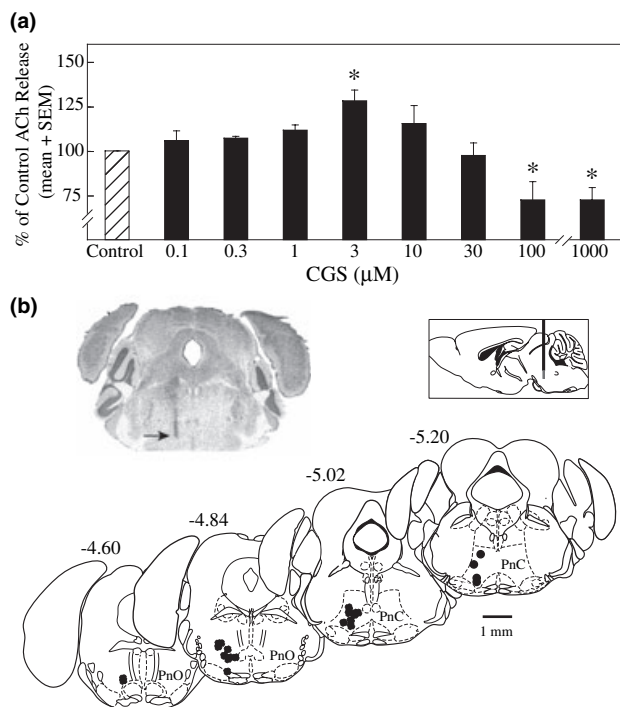 (a)
% of Control ACh Release
(mean + SEM)
125
100
75
*
*
*
Control
0.1
0.3
1
3
10
30
100
1000
CGS (µM)
(b)
-5.20
-5.02
-4.84
-4.60
PnC
PnC
PnO
PnO
1 mm